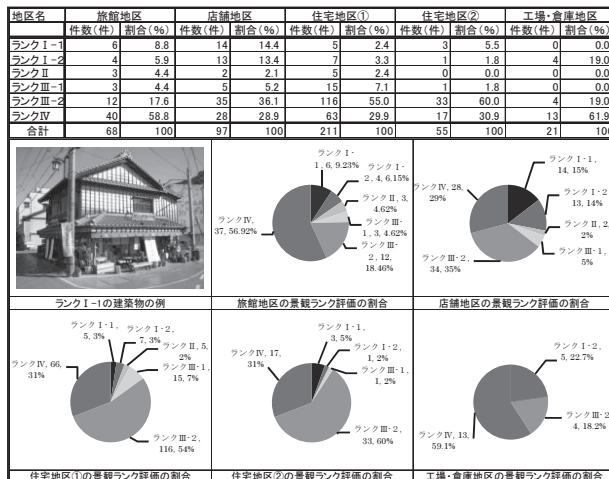 地区名 旅館地区 店舗地区 住宅地区① 住宅地区② 工場・倉庫地区
件数(件) 割合(%) 件数(件) 割合(%) 件数(件) 割合(%) 件数(件) 割合(%) 件数(件) 割合(%)
ランクⅠ-1 6 8.8 14 14.4 5 2.4 3 5.5 0 0.0
ランクⅠ-2 4 5.9 13 13.4 7 3.3 1 1.8 4 19.0
ランクⅡ 3 4.4 2 2.1 5 2.4 0 0.0 0 0.0
ランクⅢ-1 3 4.4 5 5.2 15 7.1 1 1.8 0 0.0
ランクⅢ-2 12 17.6 35 36.1 116 55.0 33 60.0 4 19.0
ランクⅣ 40 58.8 28 28.9 63 29.9 17 30.9 13 61.9
合計 68 100 97 100 211 100 55 100 21 100
ランクⅠ-1の建築物の例
ランクⅠ-
1, 6, 9.23%
ランクⅠ-
2, 4, 6.15%
ランクⅡ, 3,
4.62%
ランクⅢ-
1, 3, 4.62%
ランクⅢ-
2, 12,
18.46%
ランクⅣ,
37, 56.92%
旅館地区の景観ランク評価の割合
ランクⅠ-1,
14, 15%
ランクⅠ-2
13, 14%
ランクⅡ, 2,
2%
ランクⅢ-1,
5%
ランクⅢ-2,
34, 35%
ランクⅣ, 28,
29%
店舗地区の景観ランク評価の割合
ランクⅠ-1,
5, 3%
ランクⅠ-2,
7, 3%
ランクⅡ, 5,
2%
ランクⅢ-1,
15, 7%
ランクⅢ-2,
116, 54%
ランクⅣ, 66,
31%
住宅地区①の景観ランク評価の割合
ランクⅠ-1,
3, 5%
ランクⅠ-2,
1, 2%
ランクⅢ-1,
1, 2%
ランクⅢ-2,
33, 60%
ランクⅣ, 17,
31%
住宅地区②の景観ランク評価の割合
ランクⅠ-2,
5, 22.7%
ランクⅢ-2
4, 18.2%
ランクⅣ, 13,
59.1%
工場・倉庫地区の景観ランク評価の割合